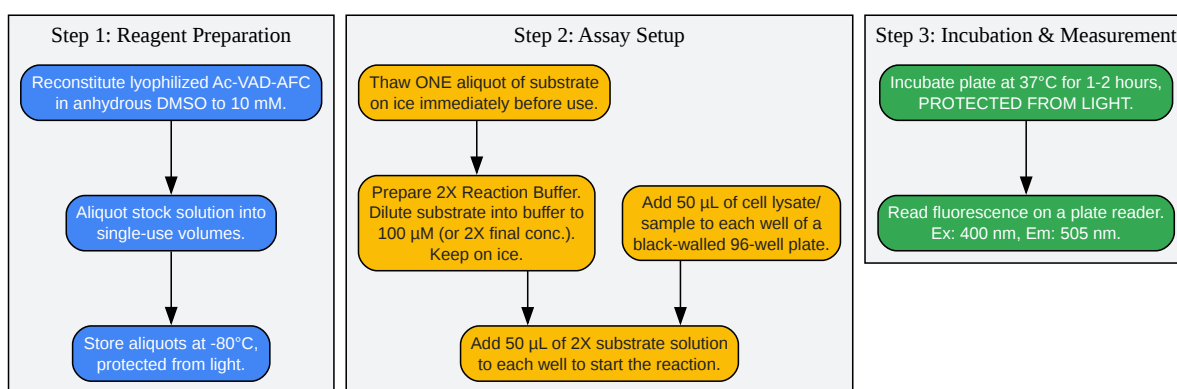 Step 1: Reagent Preparation
Reconstitute lyophilized Ac-VAD-AFC
in anhydrous DMSO to 10 mM.
Aliquot stock solution into
single-use volumes.
Store aliquots at -80°C,
protected from light.
Step 2: Assay Setup
Thaw ONE aliquot of substrate
on ice immediately before use.
Prepare 2X Reaction Buffer.
Dilute substrate into buffer to
100 µM (or 2X final conc.).
Keep on ice.
Add 50 µL of cell lysate/
sample to each well of a
black-walled 96-well plate.
Add 50 µL of 2X substrate solution
to each well to start the reaction.
Step 3: Incubation & Measurement
Incubate plate at 37°C for 1-2 hours,
PROTECTED FROM LIGHT.
Read fluorescence on a plate reader.
Ex: 400 nm, Em: 505 nm.